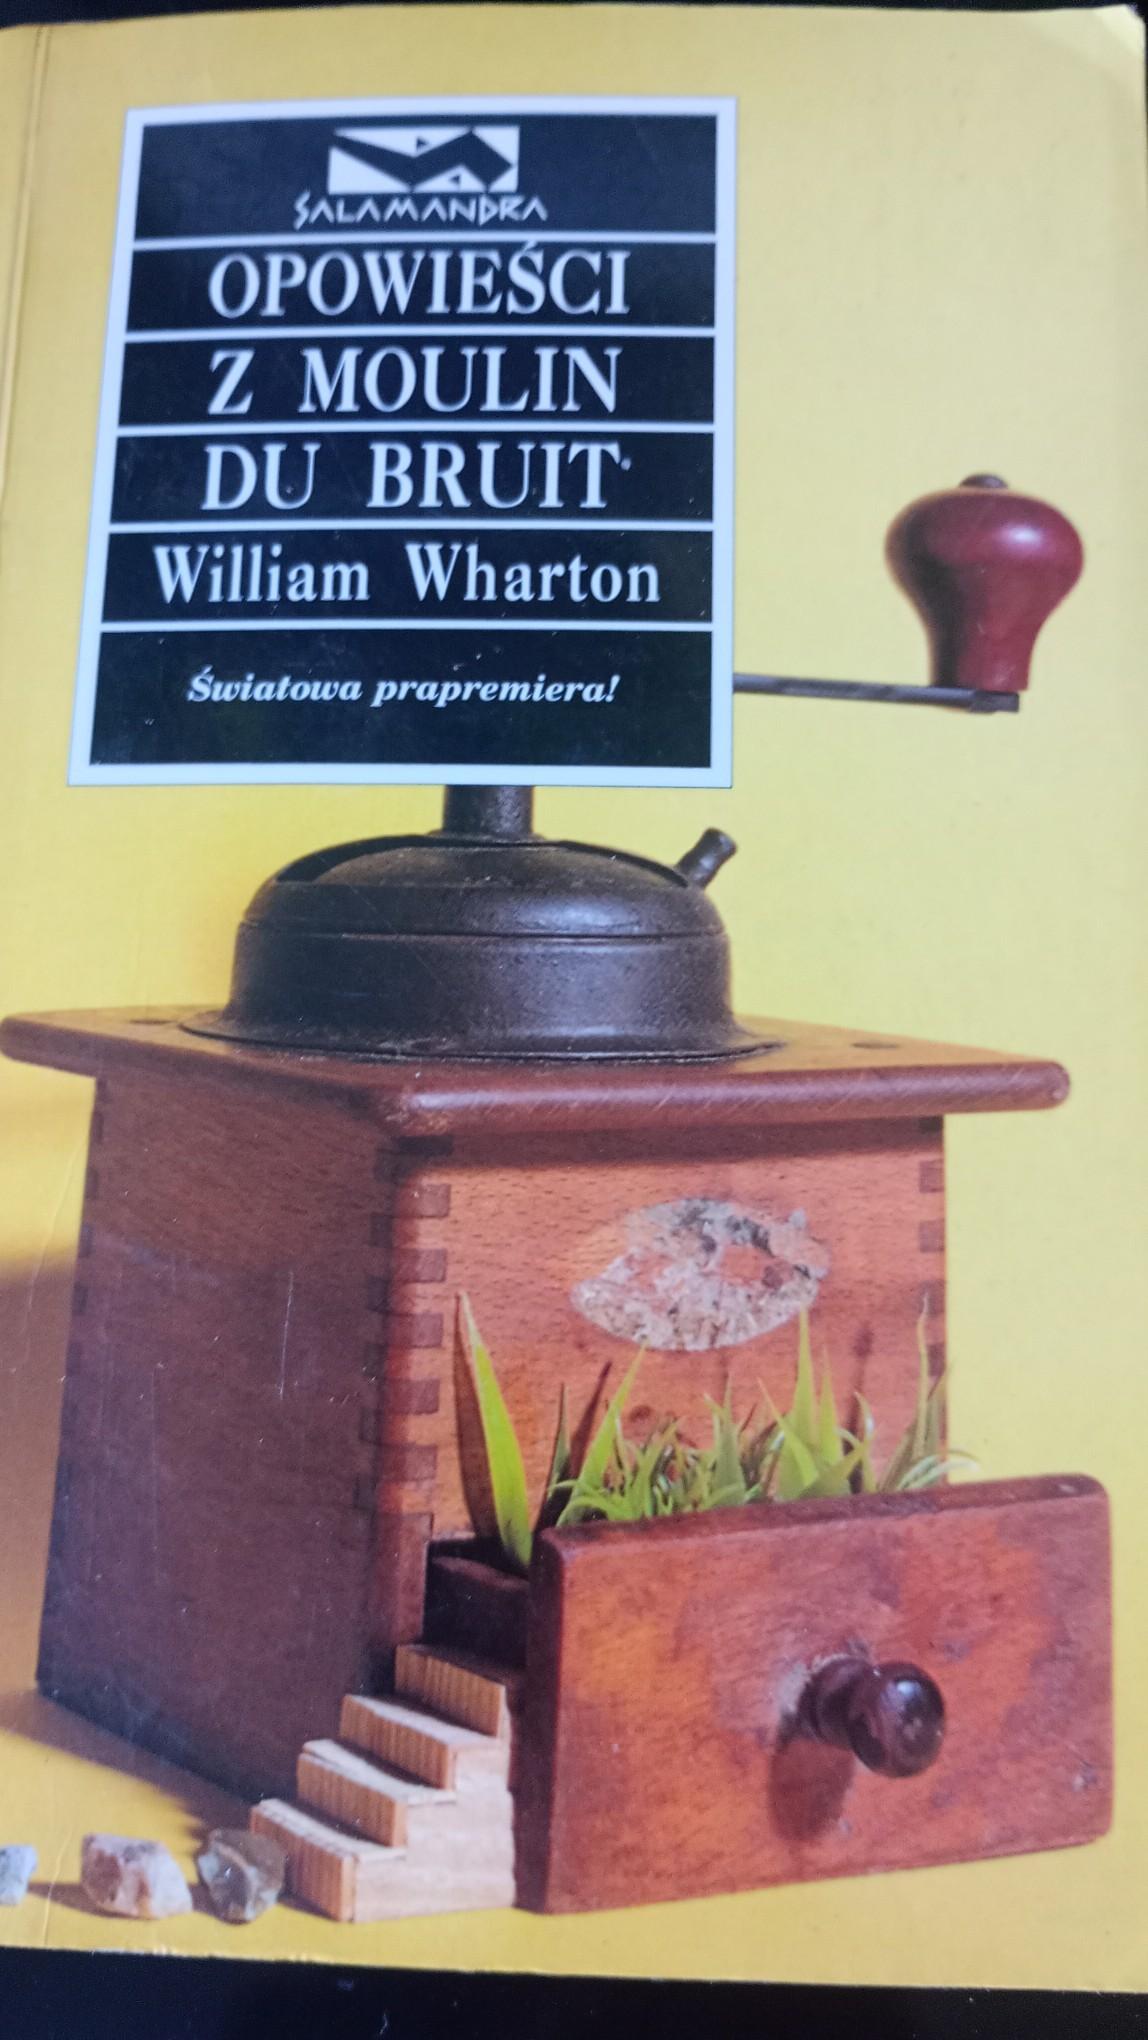 SALAMANDRA
OPOWIEŚCI
Z MOULIN
DU BRUIT
William Wharton
Światowa prapremiera!